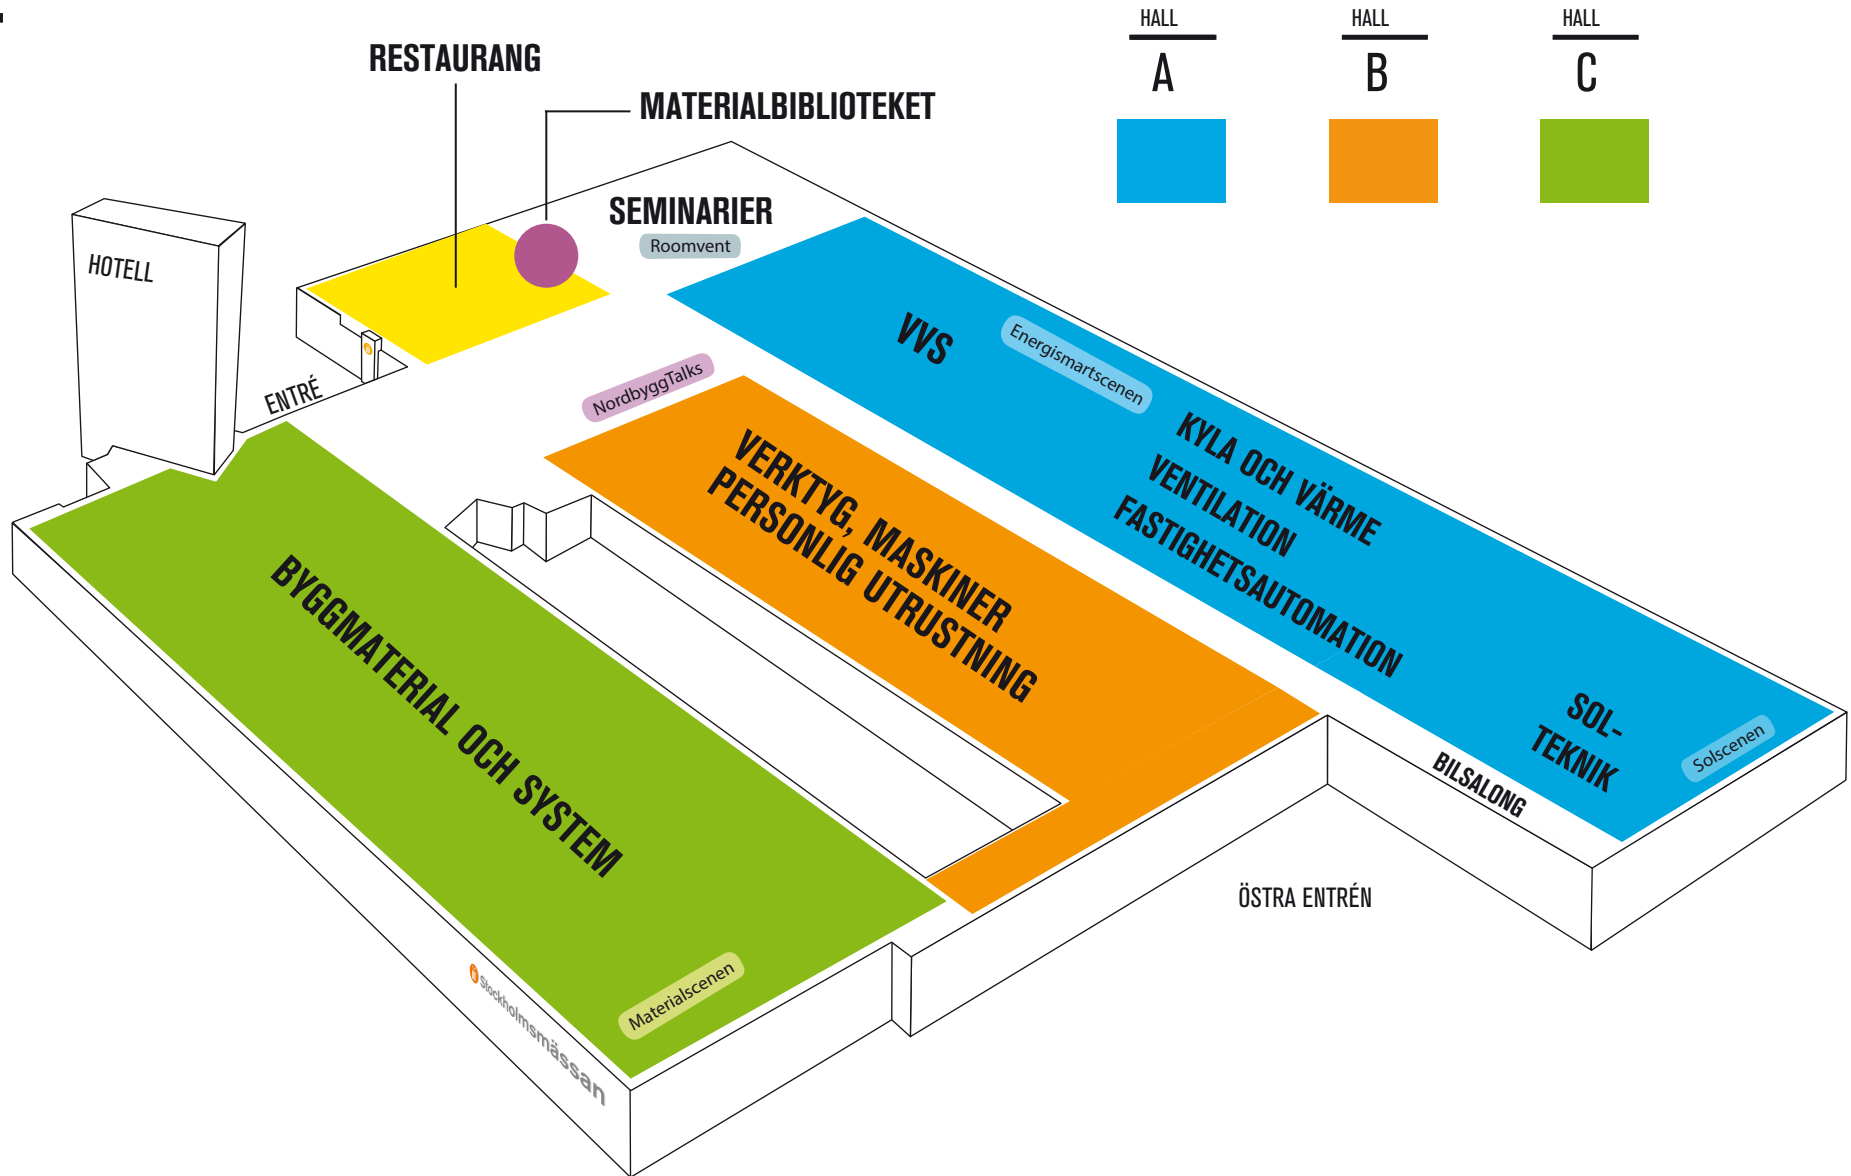 HALL
A
HALL
B
HALL
C
RESTAURANG
MATERIALBIBLIOTEKET
SEMINARIER
Roomvent
HOTELL
ENTRÉ
NordbyggTalks
VVS
Energismartscenen
KYLA OCH VÄRME
VENTILATION
FASTIGHETSAUTOMATION
VERKTYG, MASKINER
PERSONLIG UTRUSTNING
BYGGMATERIAL OCH SYSTEM
SOL-
TEKNIK
Solscenen
BILSALONG
ÖSTRA ENTRÉN
Materialscenen
Stockholmsmässan